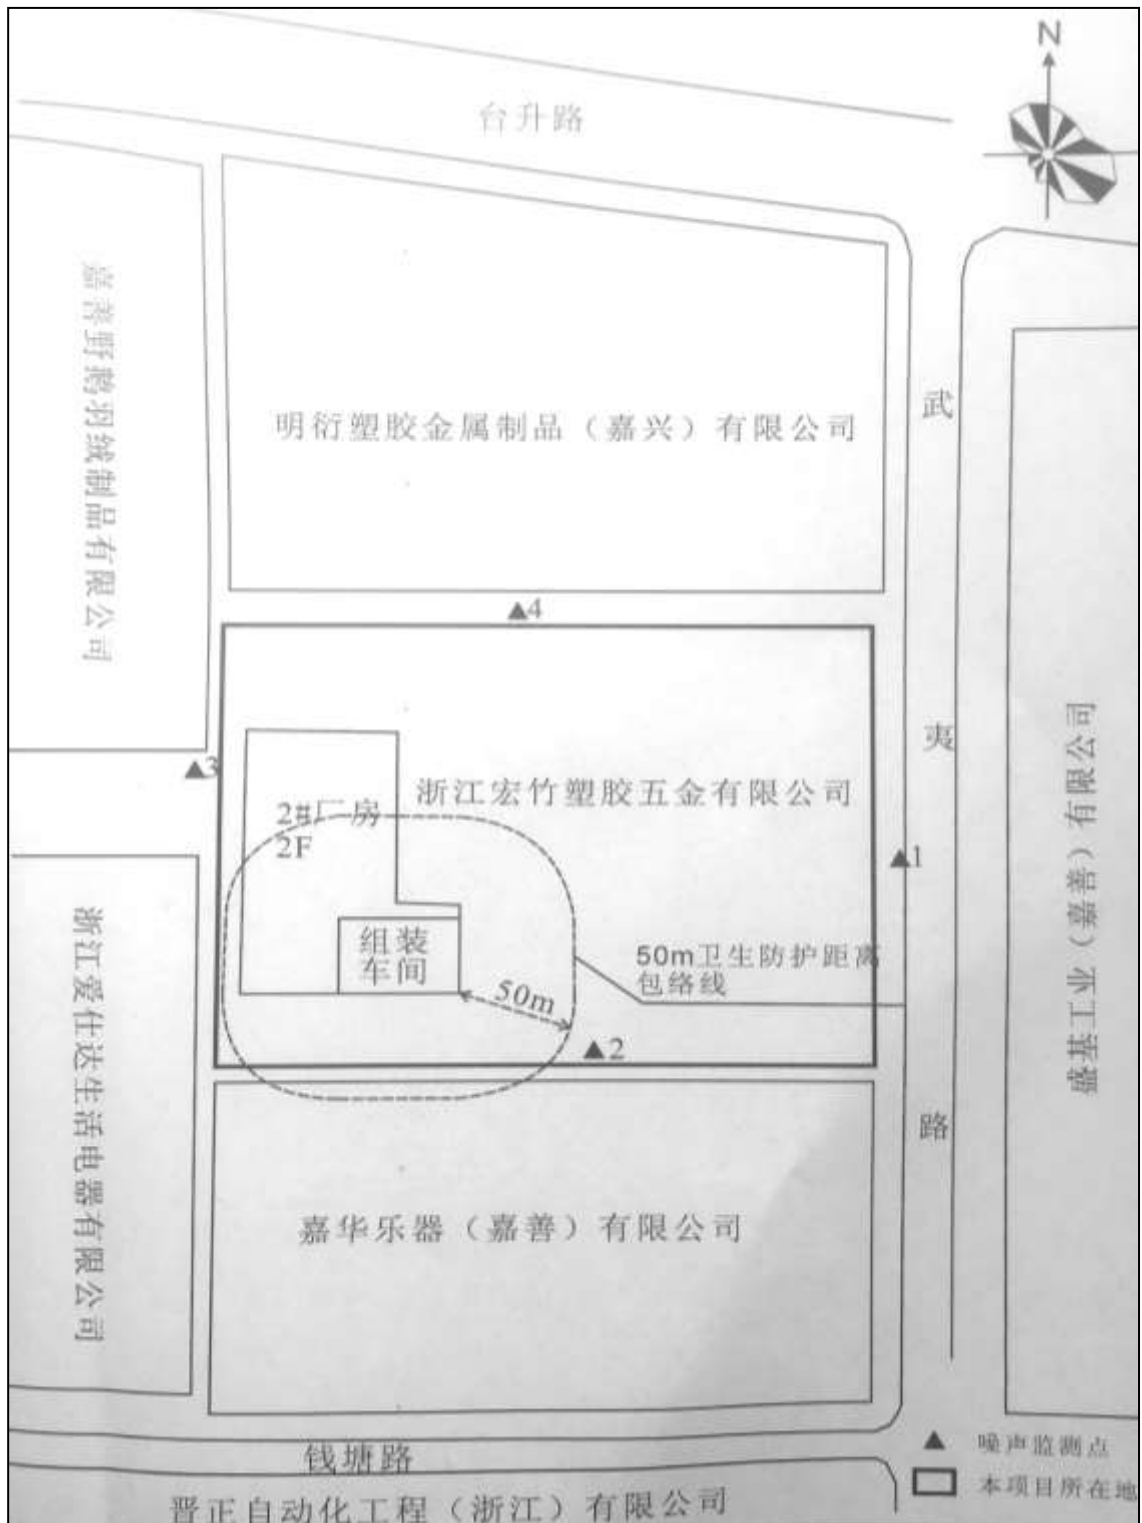 N
台升路
嘉善野鹅羽绒制品有限公司
明衍塑胶金属制品（嘉兴）有限公司
武
夷
路
▲4
▲3
浙江宏竹塑胶五金有限公司
2#厂房
2F
▲1
盛基工业（嘉善）有限公司
组装
车间
50m卫生防护距离
包络线
50m
▲2
浙江爱仕达生活电器有限公司
嘉华乐器（嘉善）有限公司
钱塘路
▲ 噪声监测点
本项目所在地
晋正自动化工程（浙江）有限公司